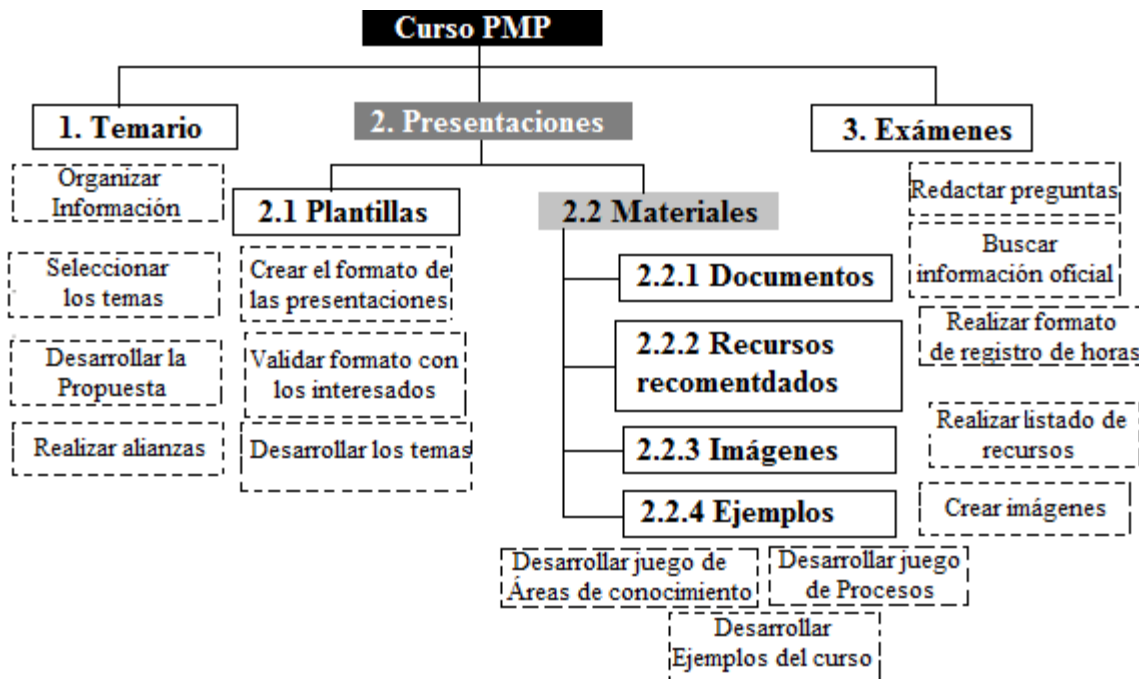 Curso PMP
1. Temario
2. Presentaciones
3. Exámenes
Organizar
Información
Seleccionar
los temas
Desarrollar la
Propuesta
Realizar alianzas
2.1 Plantillas
Crear el formato de
las presentaciones
Validar formato con
los interesados
Desarrollar los temas
2.2 Materiales
2.2.1 Documentos
2.2.2 Recursos
recomentdados
2.2.3 Imágenes
2.2.4 Ejemplos
Redactar preguntas
Buscar
información oficial
Realizar formato
de registro de horas
Realizar listado de
recursos
Crear imágenes
Desarrollar juego de
Áreas de conocimiento
Desarrollar juego
de Procesos
Desarrollar
Ejemplos del curso